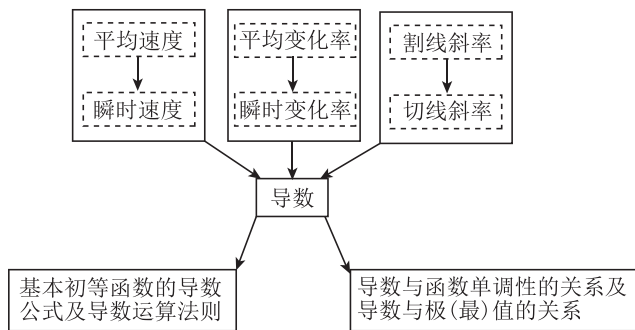 平均速度
瞬时速度
平均变化率
瞬时变化率
割线斜率
切线斜率
导数
基本初等函数的导数
公式及导数运算法则
导数与函数单调性的关系及
导数与极(最)值的关系